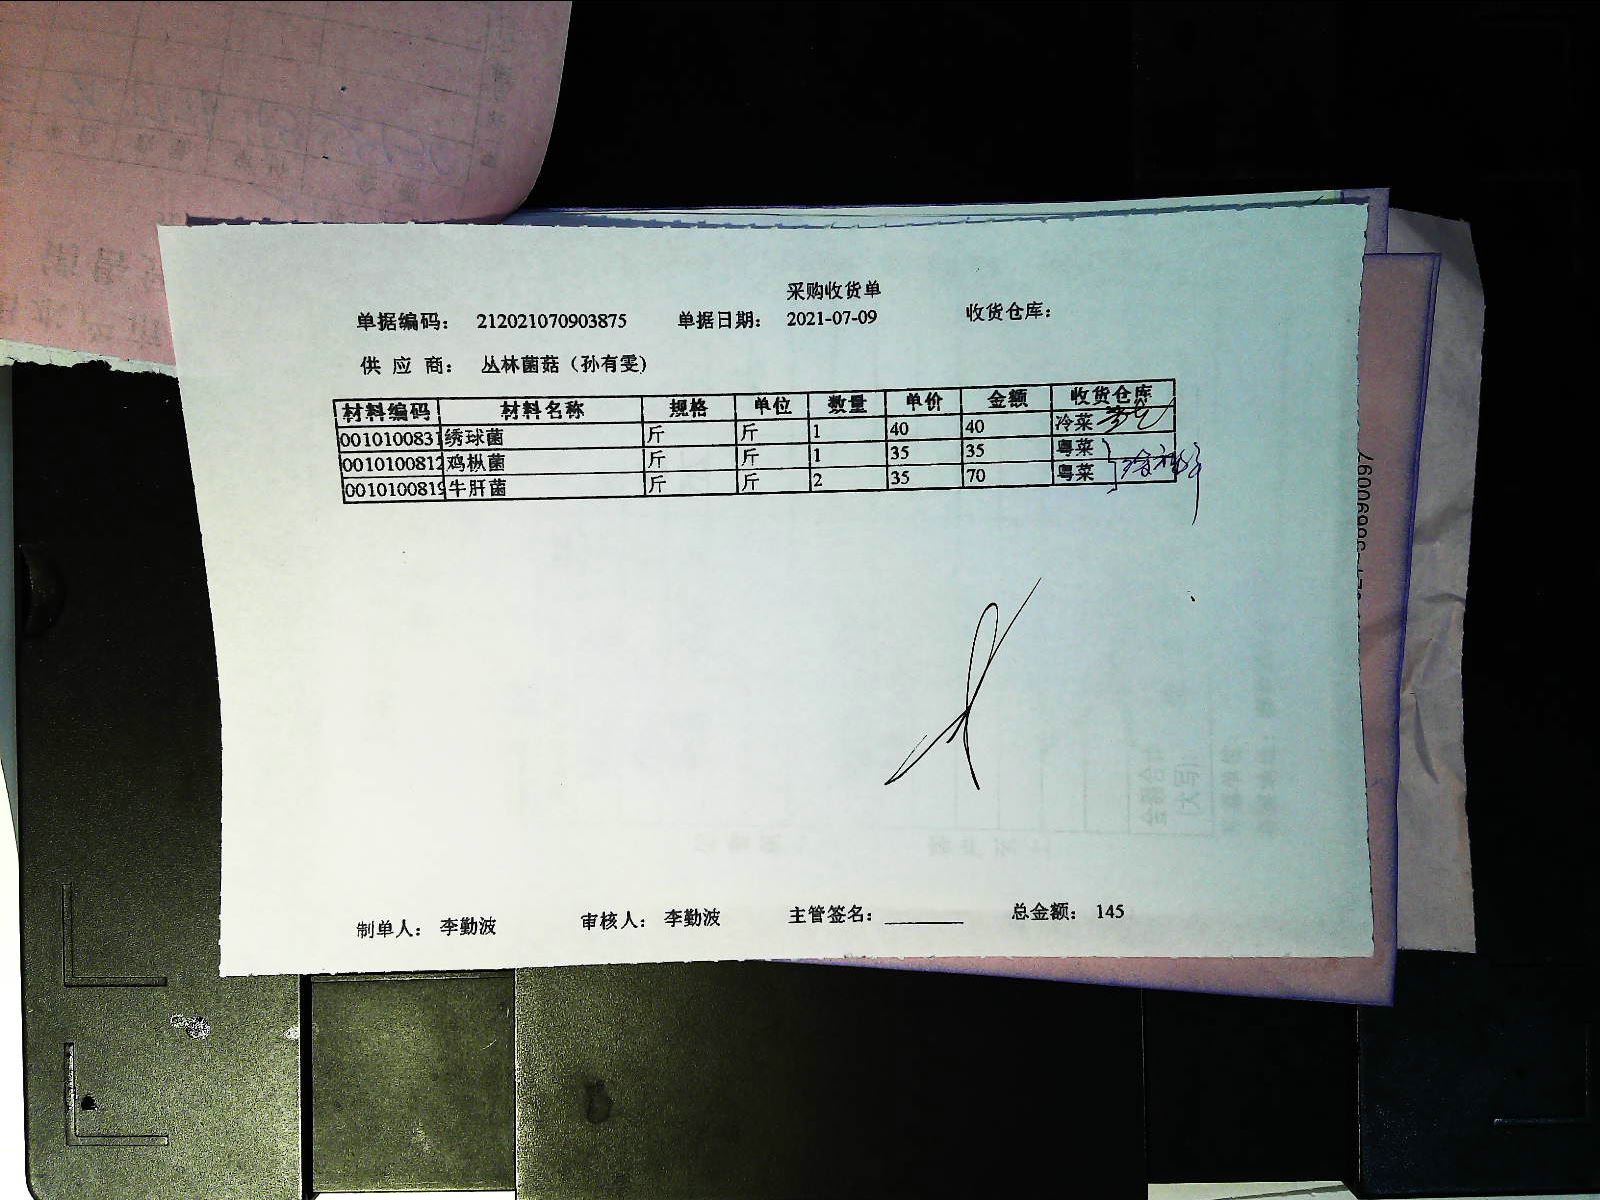 采购收货单
单据编码： 212021070903875 单据日期： 2021-07-09 收货仓库：
供 应 商： 丛林菌菇（孙有雯）
材料编码 材料名称 规格 单位 数量 单价 金额 收货仓库
0010100831 绣球菌 斤 斤 1 40 40 冷菜
0010100812 鸡枞菌 斤 斤 1 35 35 粤菜
0010100819 牛肝菌 斤 斤 2 35 70 粤菜
制单人： 李勤波 审核人： 李勤波 主管签名： 总金额： 145